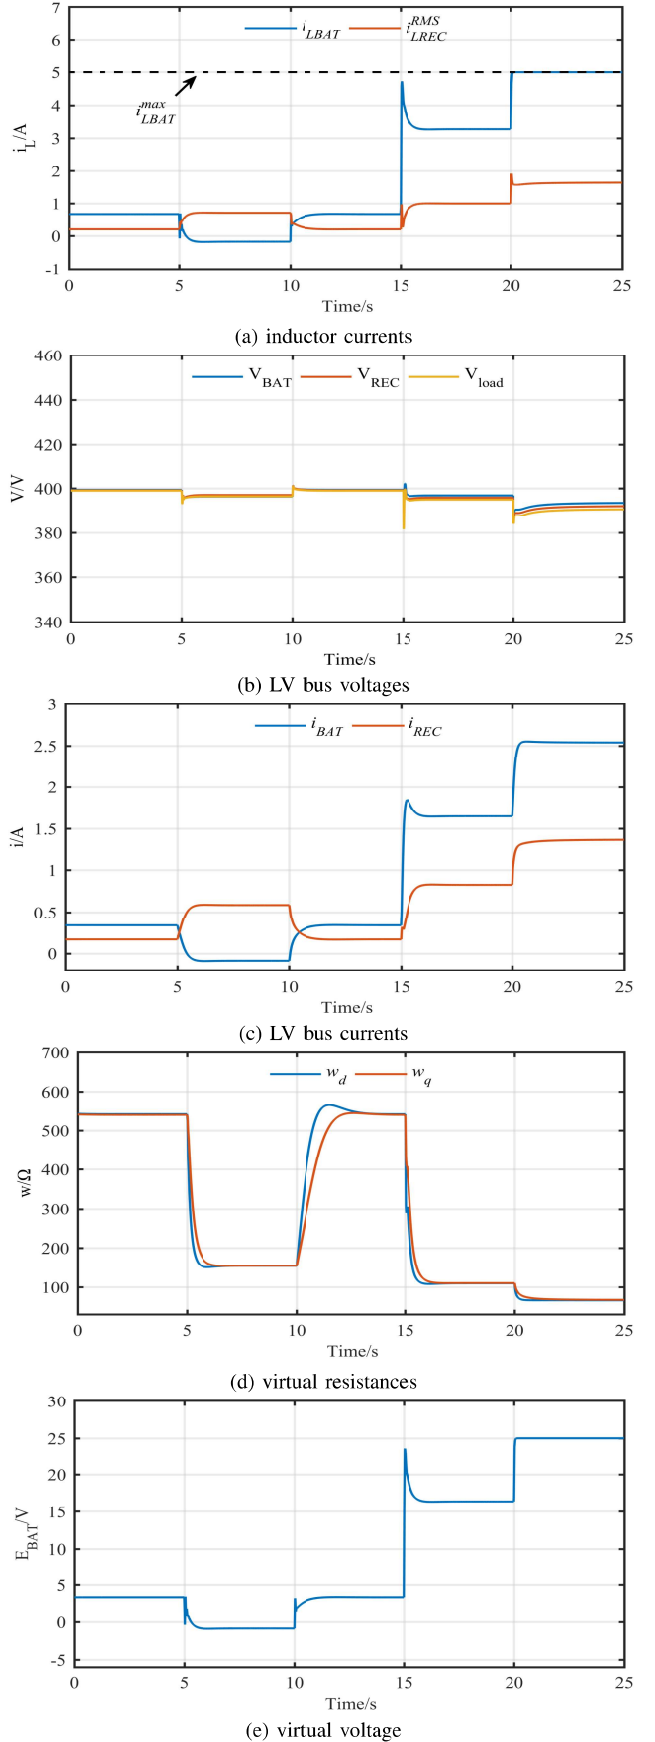 7
6
5
4
3
2
1
0
-1
i_L/A
i_LBAT
i_LREC^RMS
i_LBAT^max
0 5 10 15 20 25
Time/s
(a) inductor currents
460
440
420
400
380
360
340
V/V
V_BAT
V_REC
V_load
0 5 10 15 20 25
Time/s
(b) LV bus voltages
3
2.5
2
1.5
1
0.5
0
i/A
i_BAT
i_REC
0 5 10 15 20 25
Time/s
(c) LV bus currents
700
600
500
400
300
200
100
w/Ω
w_d
w_q
0 5 10 15 20 25
Time/s
(d) virtual resistances
30
25
20
15
10
5
0
-5
E_BAT/V
0 5 10 15 20 25
Time/s
(e) virtual voltage